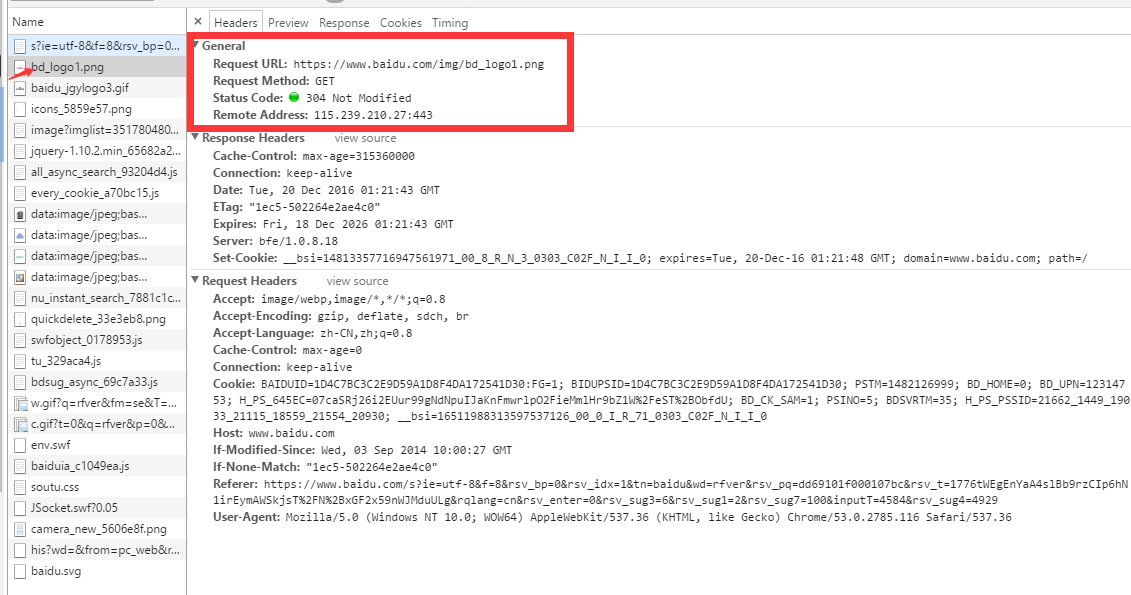 Name
s?ie=utf-8&f=8&rsv_bp=0...
bd_logo1.png
baidu_jgylogo3.gif
icons_5859e57.png
image?imglist=351780480...
jquery-1.10.2.min_65682a2...
all_async_search_93204d4.js
every_cookie_a70bc15.js
data:image/jpeg;bas...
data:image/jpeg;bas...
data:image/jpeg;bas...
data:image/jpeg;bas...
nu_instant_search_7881c1c...
quickdelete_33e3eb8.png
swfobject_0178953.js
tu_329aca4.js
bdsug_async_69c7a33.js
w.gif?q=rfver&fm=se&T=...
c.gif?t=0&q=rfver&p=0&...
env.swf
baiduia_c1049ea.js
soutu.css
JSocket.swf?0.05
camera_new_5606e8f.png
his?wd=&from=pc_web&r...
baidu.svg
× Headers Preview Response Cookies Timing
General
Request URL: https://www.baidu.com/img/bd_logo1.png
Request Method: GET
Status Code: 304 Not Modified
Remote Address: 115.239.210.27:443
Response Headers view source
Cache-Control: max-age=315360000
Connection: keep-alive
Date: Tue, 20 Dec 2016 01:21:43 GMT
ETag: "1ec5-502264e2ae4c0"
Expires: Fri, 18 Dec 2026 01:21:43 GMT
Server: bfe/1.0.8.18
Set-Cookie: __bsi=14813357716947561971_00_8_R_N_3_0303_C02F_N_I_I_0; expires=Tue, 20-Dec-16 01:21:48 GMT; domain=www.baidu.com; path=/
Request Headers view source
Accept: image/webp,image/*,*/*;q=0.8
Accept-Encoding: gzip, deflate, sdch, br
Accept-Language: zh-CN,zh;q=0.8
Cache-Control: max-age=0
Connection: keep-alive
Cookie: BAIDUID=1D4C7BC3C2E9D59A1D8F4DA172541D30:FG=1; BIDUPSID=1D4C7BC3C2E9D59A1D8F4DA172541D30; PSTM=1482126999; BD_HOME=0; BD_UPN=123147
53; H_PS_645EC=07caSRj26i2EUur99gNdNpuIJaKnFmwrlpO2FieMmlHr9bZ1W%2FeST%2BObfdU; BD_CK_SAM=1; PSINO=5; BDSVRTM=35; H_PS_PSSID=21662_1449_190
33_21115_18559_21554_20930; __bsi=16511988313597537126_00_0_I_R_71_0303_C02F_N_I_I_0
Host: www.baidu.com
If-Modified-Since: Wed, 03 Sep 2014 10:00:27 GMT
If-None-Match: "1ec5-502264e2ae4c0"
Referer: https://www.baidu.com/s?ie=utf-8&f=8&rsv_bp=0&rsv_idx=1&tn=baidu&wd=rfver&rsv_pq=dd69101f000107bc&rsv_t=1776tWEgEnYaA4slBb9rzCIp6hN
1irEymAWSkjsT%2FN%2BxGF2x59nWJMduULg&rqlang=cn&rsv_enter=0&rsv_sug3=6&rsv_sug1=2&rsv_sug7=100&inputT=4584&rsv_sug4=4929
User-Agent: Mozilla/5.0 (Windows NT 10.0; WOW64) AppleWebKit/537.36 (KHTML, like Gecko) Chrome/53.0.2785.116 Safari/537.36